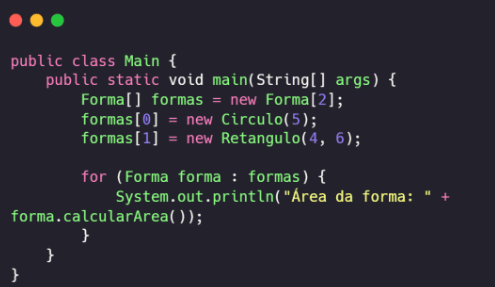 public class Main {
    public static void main(String[] args) {
        Forma[] formas = new Forma[2];
        formas[0] = new Circulo(5);
        formas[1] = new Retangulo(4, 6);

        for (Forma forma : formas) {
            System.out.println("Área da forma: " +
forma.calcularArea());
        }
    }
}